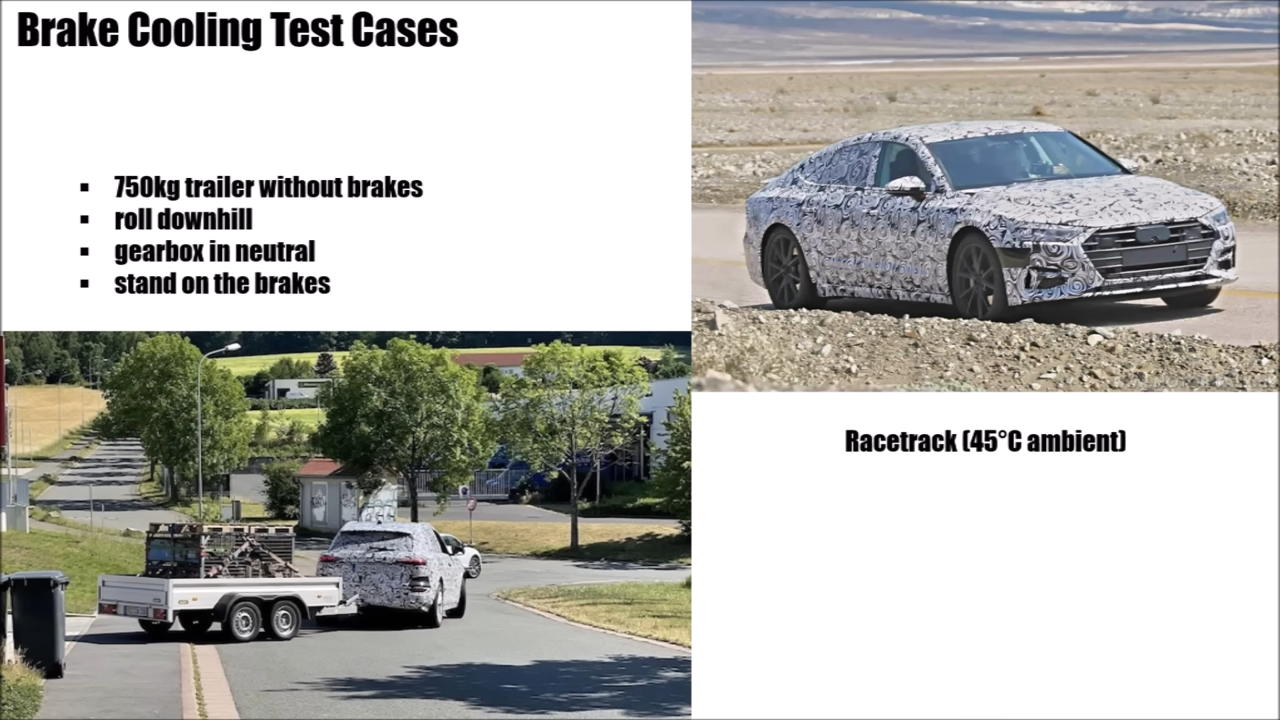 Brake Cooling Test Cases
▪ 750kg trailer without brakes
▪ roll downhill
▪ gearbox in neutral
▪ stand on the brakes
Racetrack (45°C ambient)